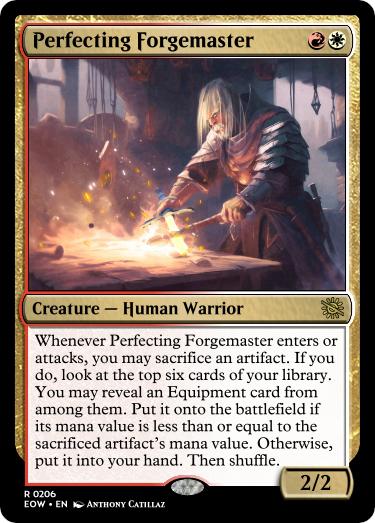 Perfecting Forgemaster
Creature — Human Warrior
Whenever Perfecting Forgemaster enters or
attacks, you may sacrifice an artifact. If you
do, look at the top six cards of your library.
You may reveal an Equipment card from
among them. Put it onto the battlefield if
its mana value is less than or equal to the
sacrificed artifact's mana value. Otherwise,
put it into your hand. Then shuffle.
2/2
R 0206
EOW • EN Anthony Catillaz